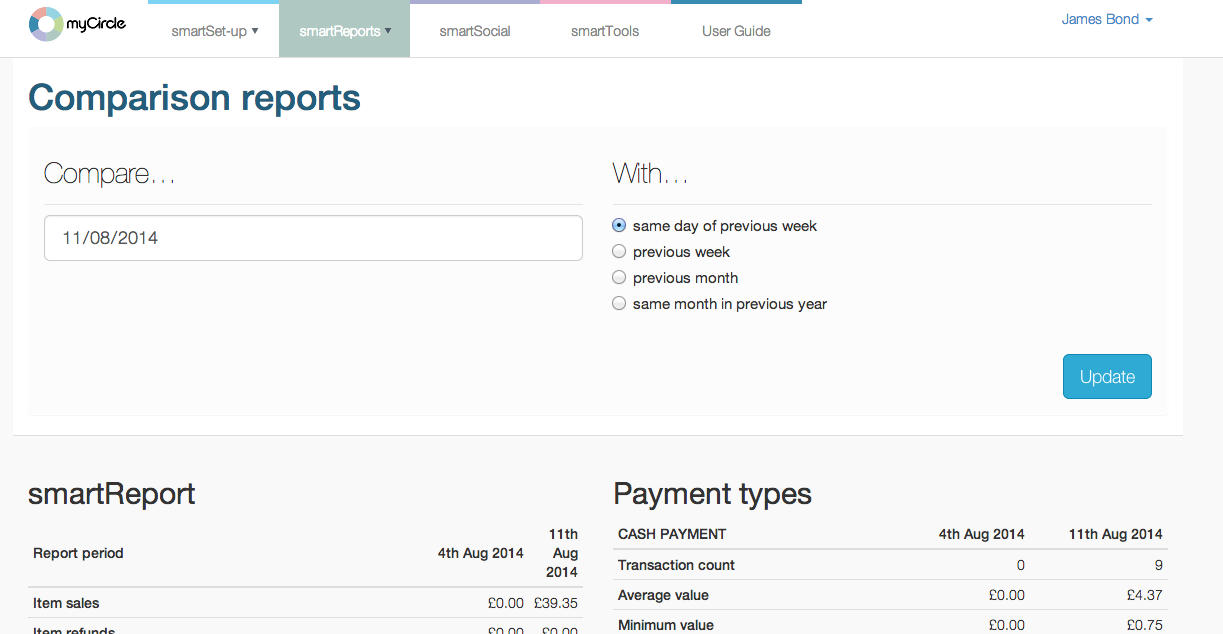 myCircle
smartSet-up ▾
smartReports ▾
smartSocial
smartTools
User Guide
James Bond
Comparison reports
Compare…
11/08/2014
With…
same day of previous week
previous week
previous month
same month in previous year
Update
smartReport
Report period 4th Aug 2014 11th Aug 2014
Item sales £0.00 £39.35
Item refunds £0.00 £0.00
Payment types
CASH PAYMENT 4th Aug 2014 11th Aug 2014
Transaction count 0 9
Average value £0.00 £4.37
Minimum value £0.00 £0.75